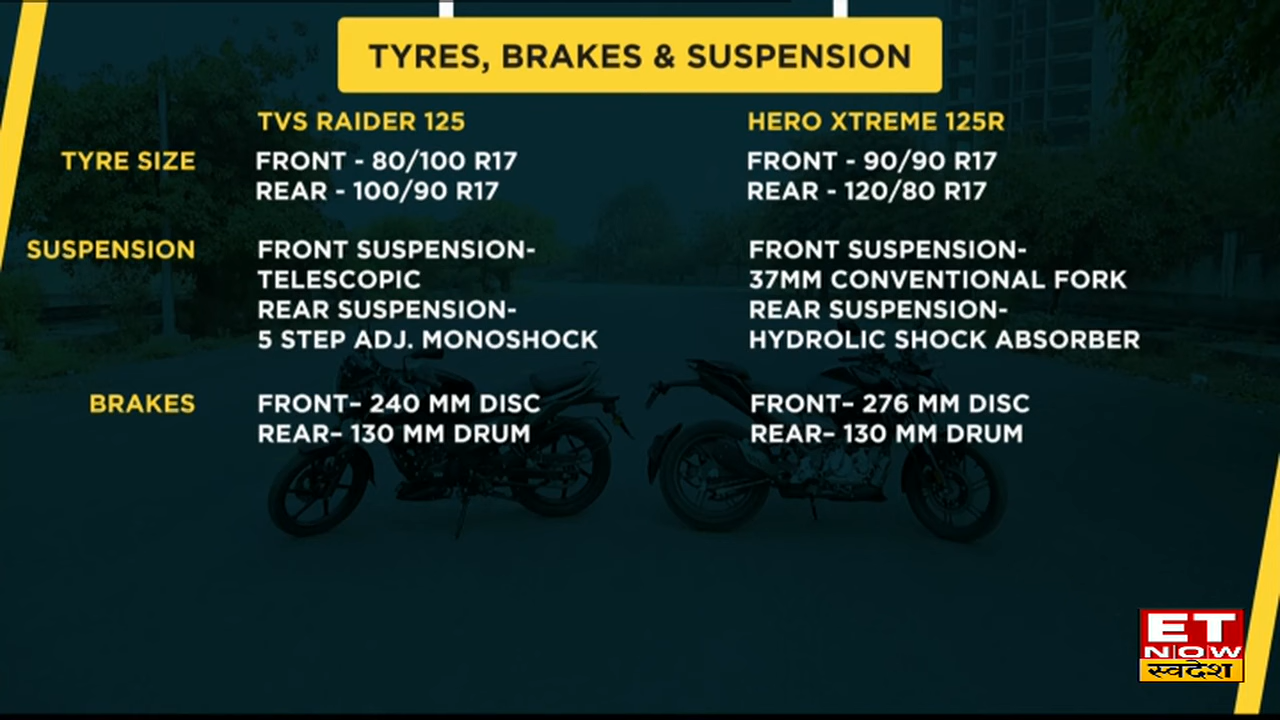 TYRES, BRAKES & SUSPENSION
TVS RAIDER 125
HERO XTREME 125R
TYRE SIZE
FRONT - 80/100 R17
REAR - 100/90 R17
FRONT - 90/90 R17
REAR - 120/80 R17
SUSPENSION
FRONT SUSPENSION-
TELESCOPIC
REAR SUSPENSION-
5 STEP ADJ. MONOSHOCK
FRONT SUSPENSION-
37MM CONVENTIONAL FORK
REAR SUSPENSION-
HYDROLIC SHOCK ABSORBER
BRAKES
FRONT– 240 MM DISC
REAR– 130 MM DRUM
FRONT– 276 MM DISC
REAR– 130 MM DRUM
ET
NOW
स्वदेश